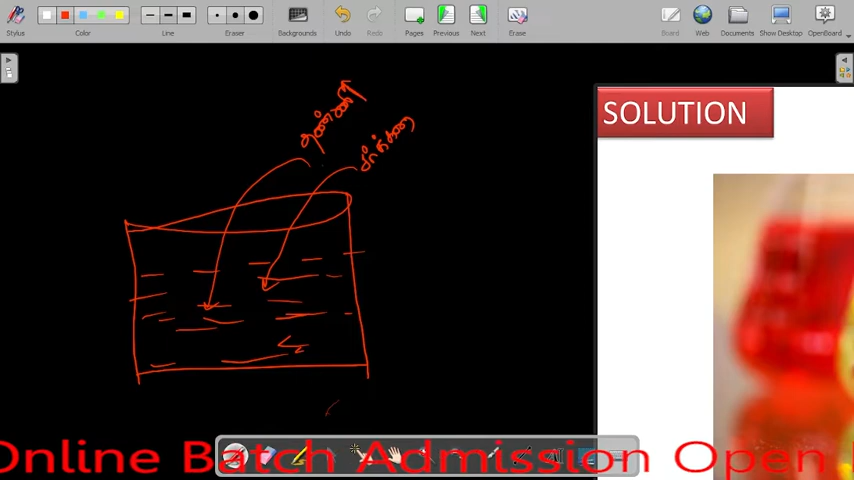 Stylus
Color
Line
Eraser
Backgrounds
Undo
Redo
Pages
Previous
Next
Erase
Board
Web
Documents
Show Desktop
OpenBoard
SOLUTION
Online Batch Admission Open